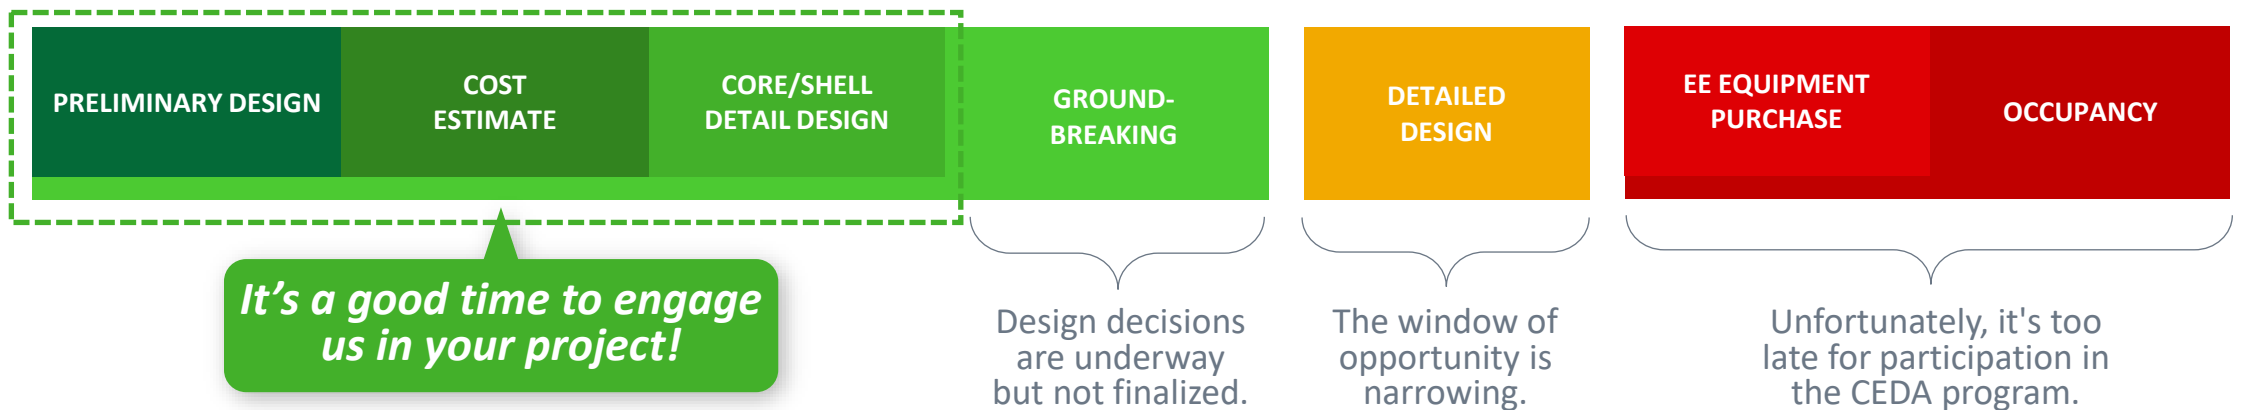 PRELIMINARY DESIGN
COST
ESTIMATE
CORE/SHELL
DETAIL DESIGN
GROUND-
BREAKING
DETAILED
DESIGN
EE EQUIPMENT
PURCHASE
OCCUPANCY
It's a good time to engage
us in your project!
Design decisions
are underway
but not finalized.
The window of
opportunity is
narrowing.
Unfortunately, it's too
late for participation in
the CEDA program.